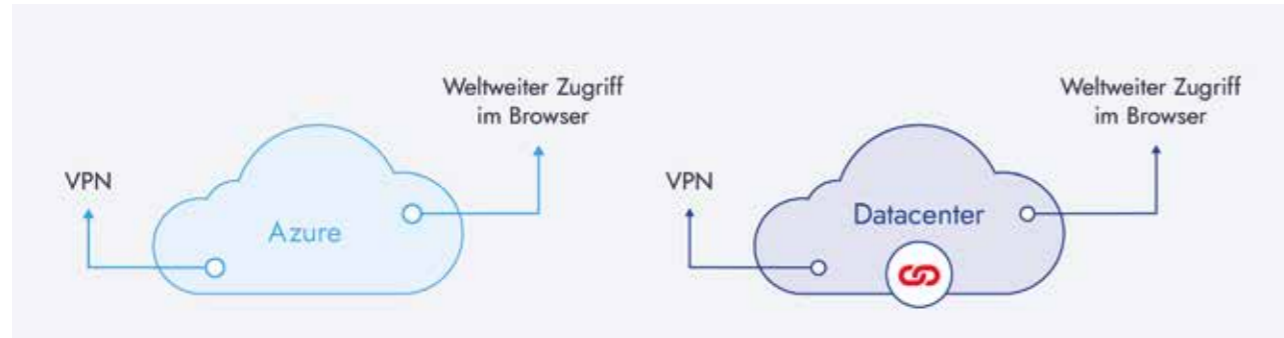 Weltweiter Zugriff
im Browser
VPN
Azure
Weltweiter Zugriff
im Browser
VPN
Datacenter